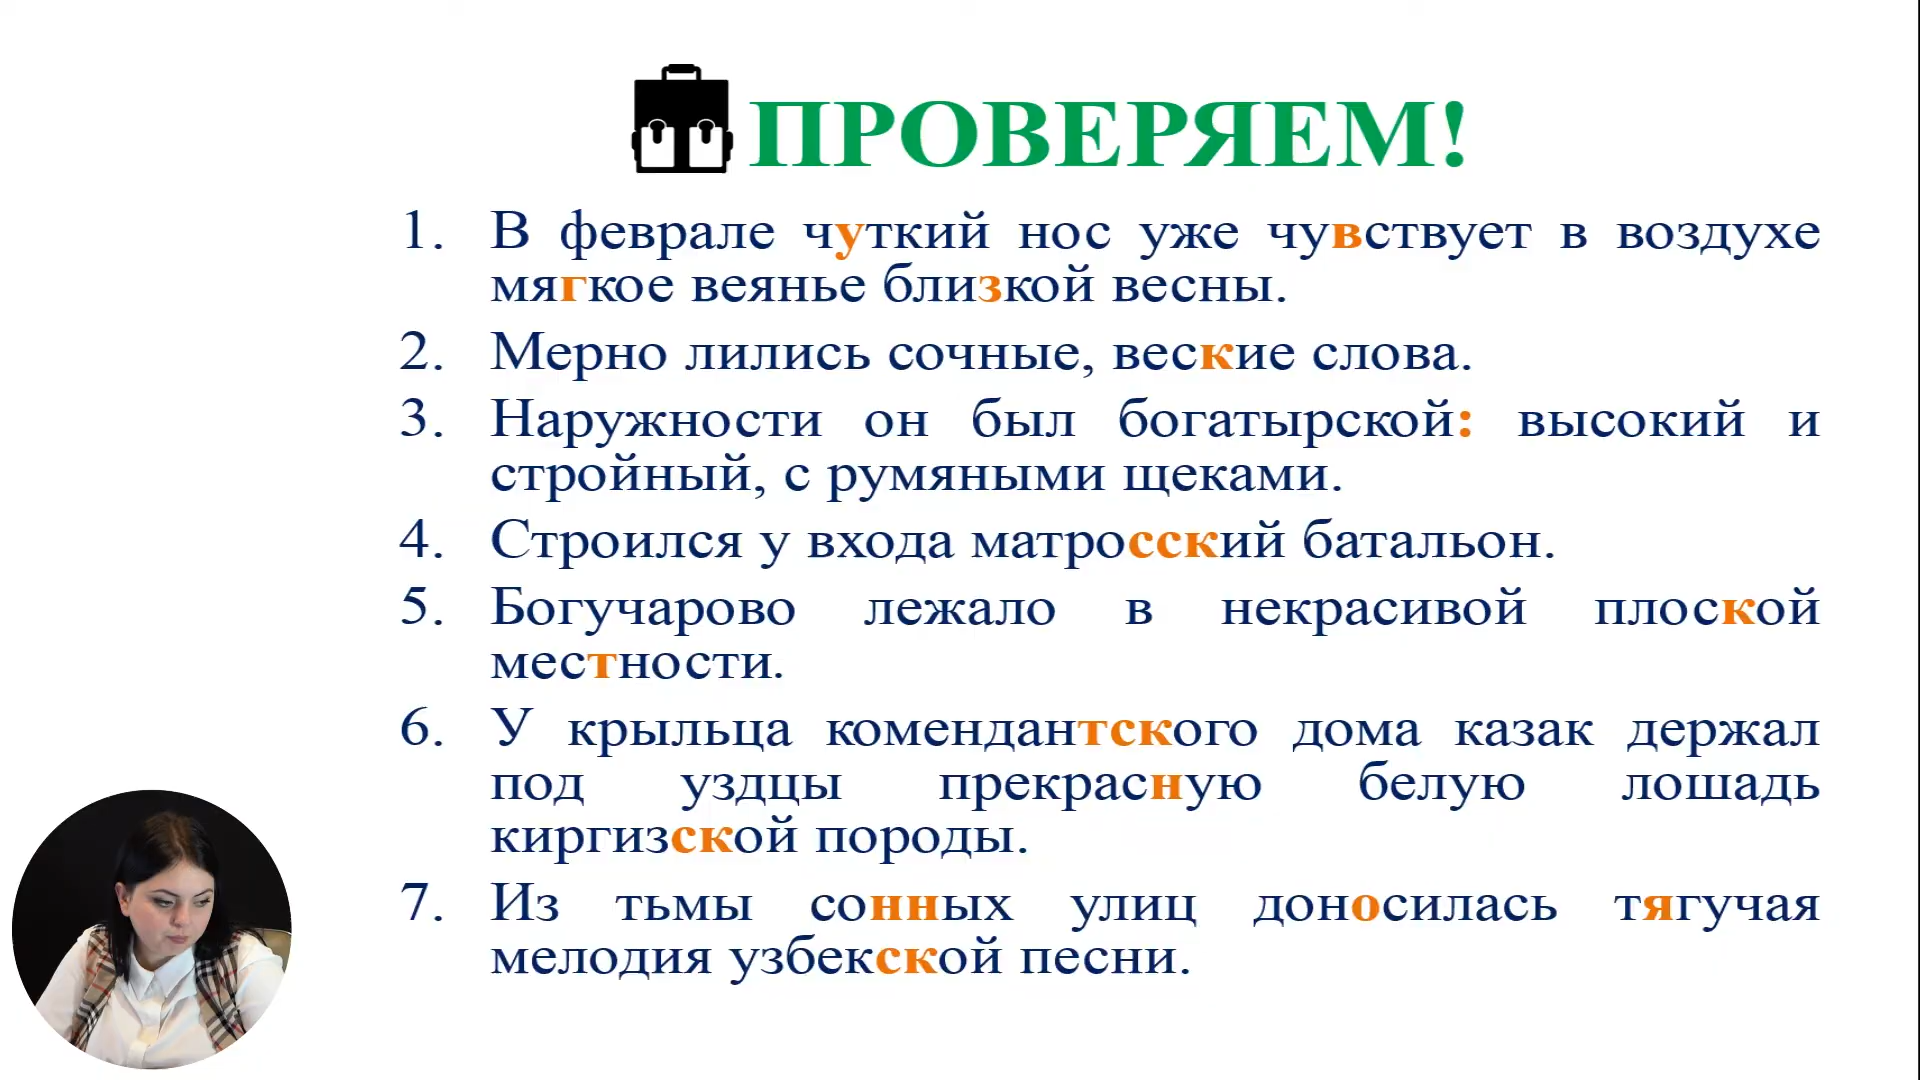 ПРОВЕРЯЕМ!
1. В феврале чуткий нос уже чувствует в воздухе
мягкое веянье близкой весны.
2. Мерно лились сочные, веские слова.
3. Наружности он был богатырской: высокий и
стройный, с румяными щеками.
4. Строился у входа матросский батальон.
5. Богучарово лежало в некрасивой плоской
местности.
6. У крыльца комендантского дома казак держал
под уздцы прекрасную белую лошадь
киргизской породы.
7. Из тьмы сонных улиц доносилась тягучая
мелодия узбекской песни.